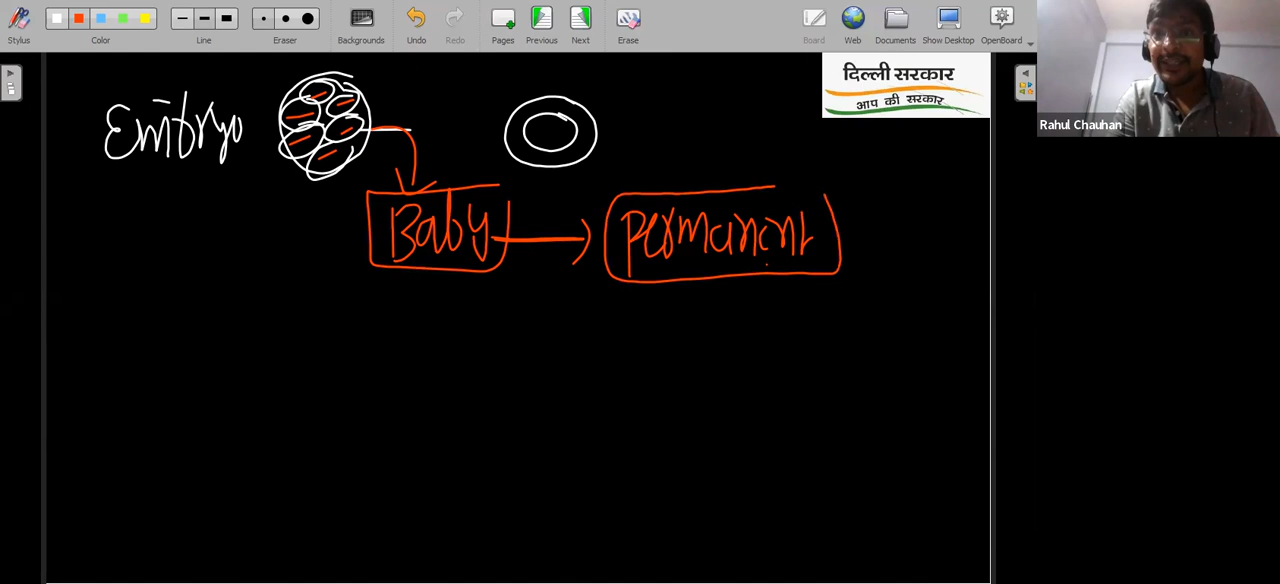 Stylus
Color
Line
Eraser
Backgrounds
Undo
Redo
Pages
Previous
Next
Erase
Board
Web
Documents
Show Desktop
OpenBoard
दिल्ली सरकार
आप की सरकार
Rahul Chauhan
Embryo
Baby
Permanent